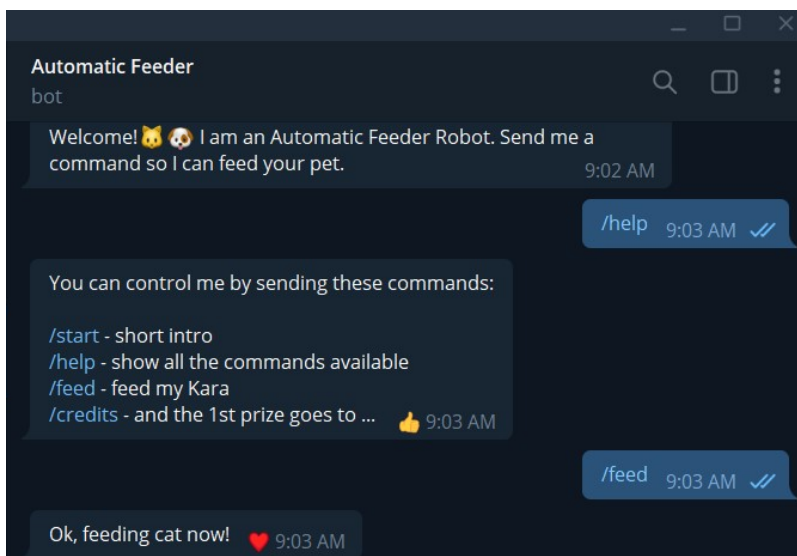 Automatic Feeder
bot
Welcome!🐱 🐶 I am an Automatic Feeder Robot. Send me a
command so I can feed your pet.
9:02 AM
/help 9:03 AM
You can control me by sending these commands:
/start - short intro
/help - show all the commands available
/feed - feed my Kara
/credits - and the 1st prize goes to ... 👍 9:03 AM
/feed 9:03 AM
Ok, feeding cat now! ♥️ 9:03 AM